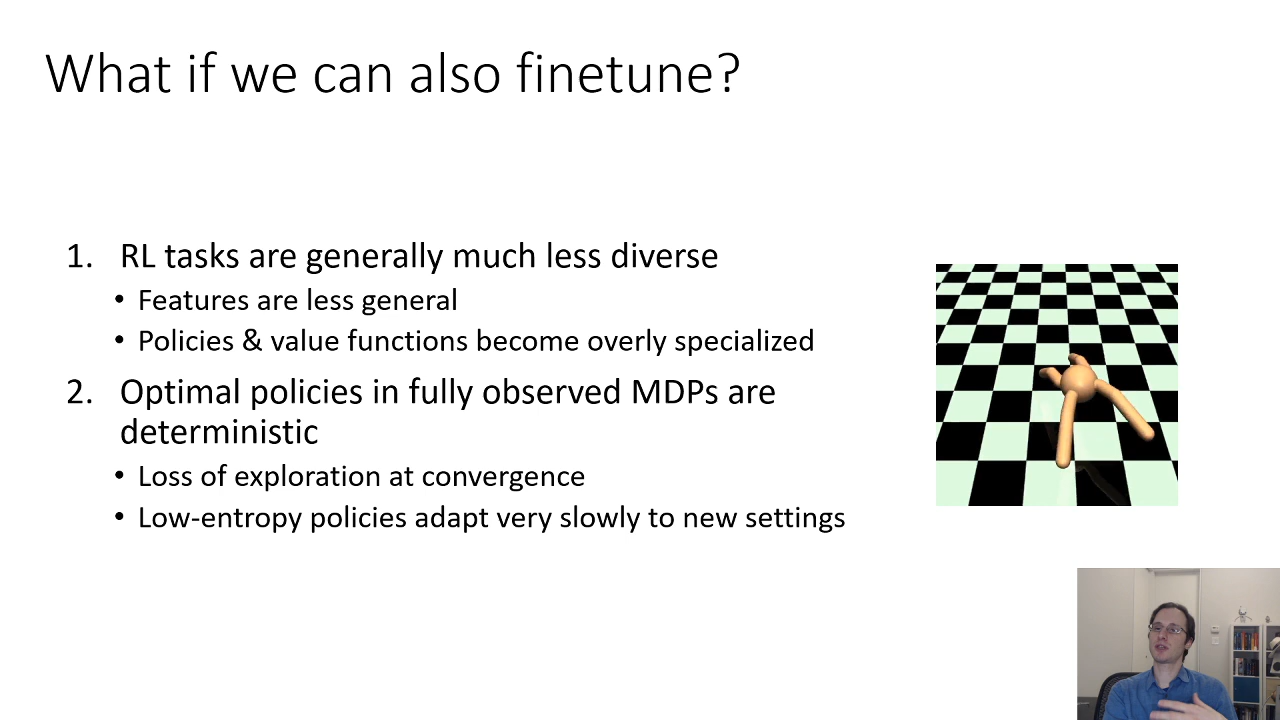 What if we can also finetune?
1. RL tasks are generally much less diverse
• Features are less general
• Policies & value functions become overly specialized
2. Optimal policies in fully observed MDPs are
deterministic
• Loss of exploration at convergence
• Low-entropy policies adapt very slowly to new settings